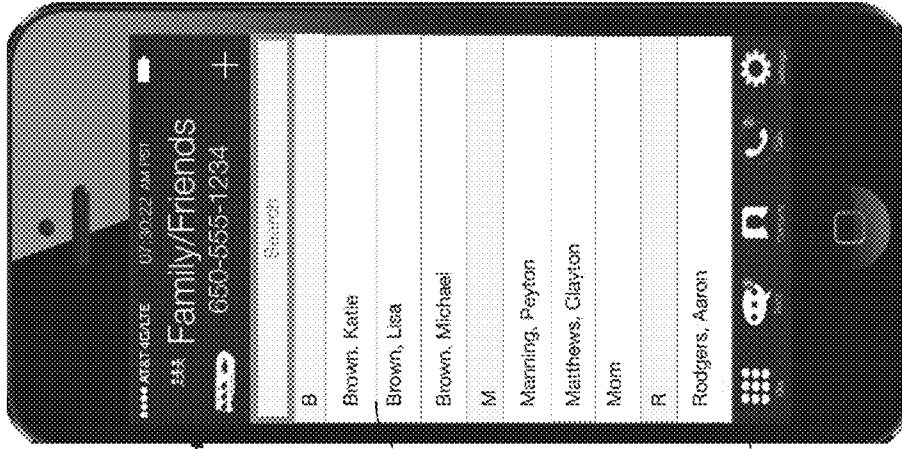 AT&T 4G/LTE
Family/Friends
650-555-1234
Search
B
Brown, Katie
Brown, Lisa
Brown, Michael
M
Manning, Peyton
Matthews, Clayton
Mom
R
Rodgers, Aaron